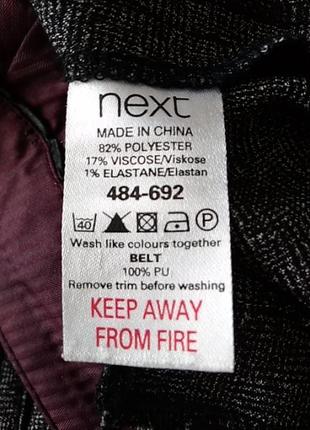 next
MADE IN CHINA
82% POLYESTER
17% VISCOSE/Viskose
1% ELASTANE/Elastan
484-692
40 P
Wash like colours together
BELT
100% PU
Remove trim before washing
KEEP AWAY
FROM FIRE